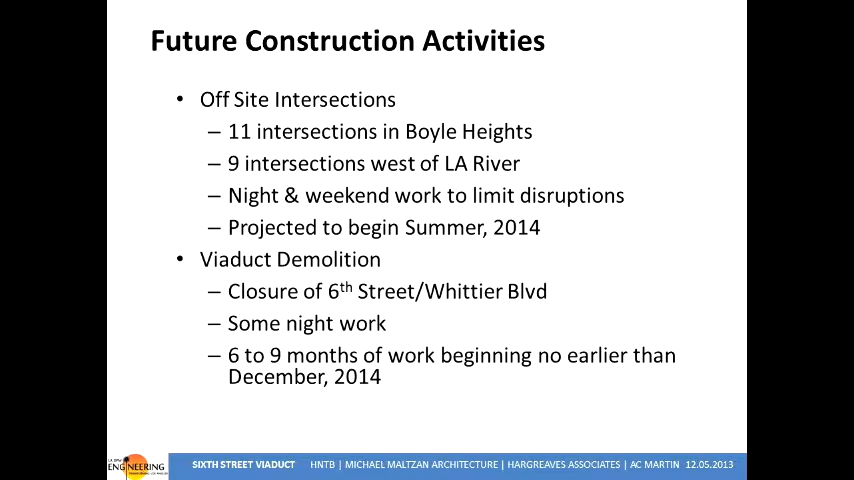 Future Construction Activities
• Off Site Intersections
– 11 intersections in Boyle Heights
– 9 intersections west of LA River
– Night & weekend work to limit disruptions
– Projected to begin Summer, 2014
• Viaduct Demolition
– Closure of 6th Street/Whittier Blvd
– Some night work
– 6 to 9 months of work beginning no earlier than
December, 2014
LA DPW
ENGINEERING
SIXTH STREET VIADUCT HNTB | MICHAEL MALTZAN ARCHITECTURE | HARGREAVES ASSOCIATES | AC MARTIN 12.05.2013